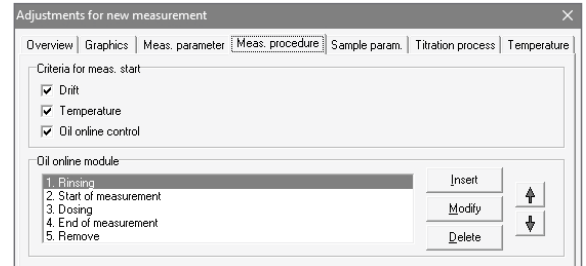 Adjustments for new measurement
Overview Graphics Meas. parameter Meas. procedure Sample param. Titration process Temperature
Criteria for meas. start
Drift
Temperature
Oil online control
Oil online module
1. Rinsing
2. Start of measurement
3. Dosing
4. End of measurement
5. Remove
Insert
Modify
Delete